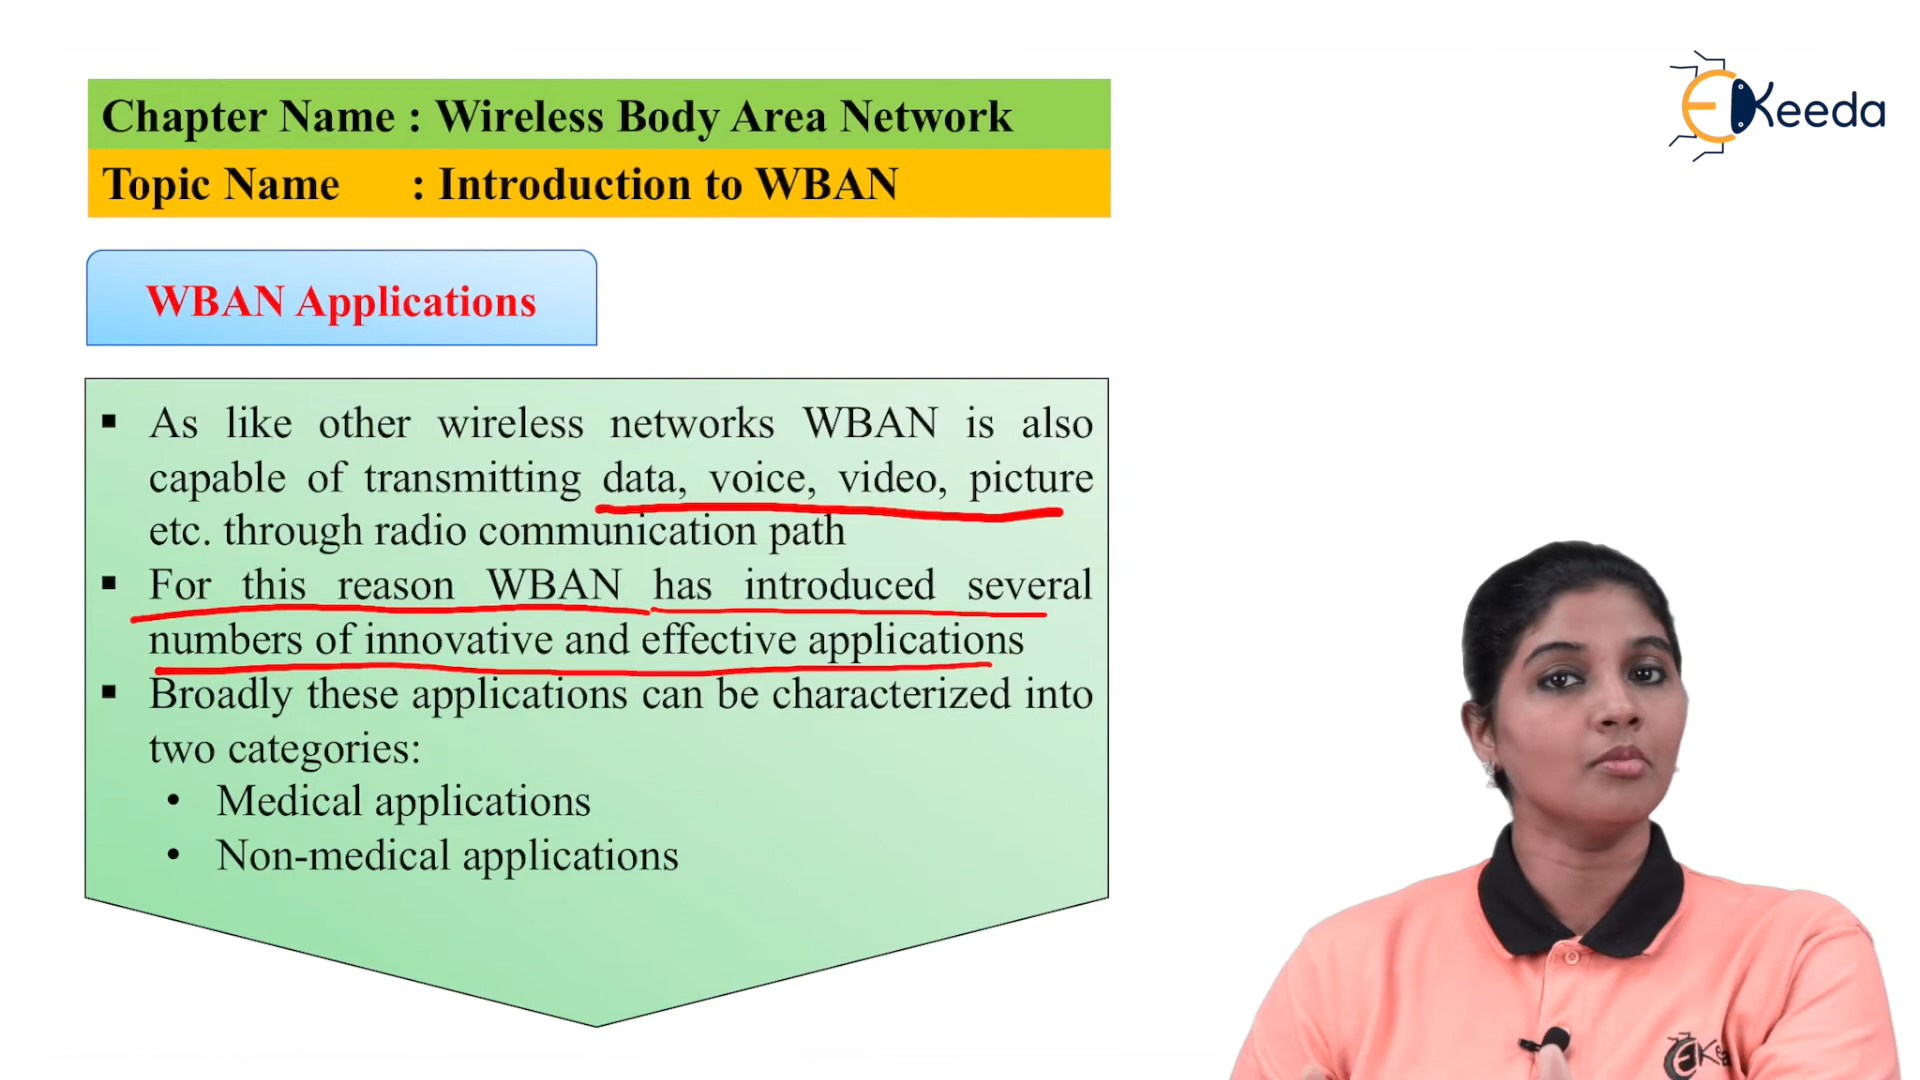 Chapter Name : Wireless Body Area Network
Topic Name : Introduction to WBAN
EKeeda
WBAN Applications
▪ As like other wireless networks WBAN is also
capable of transmitting data, voice, video, picture
etc. through radio communication path
▪ For this reason WBAN has introduced several
numbers of innovative and effective applications
▪ Broadly these applications can be characterized into
two categories:
• Medical applications
• Non-medical applications